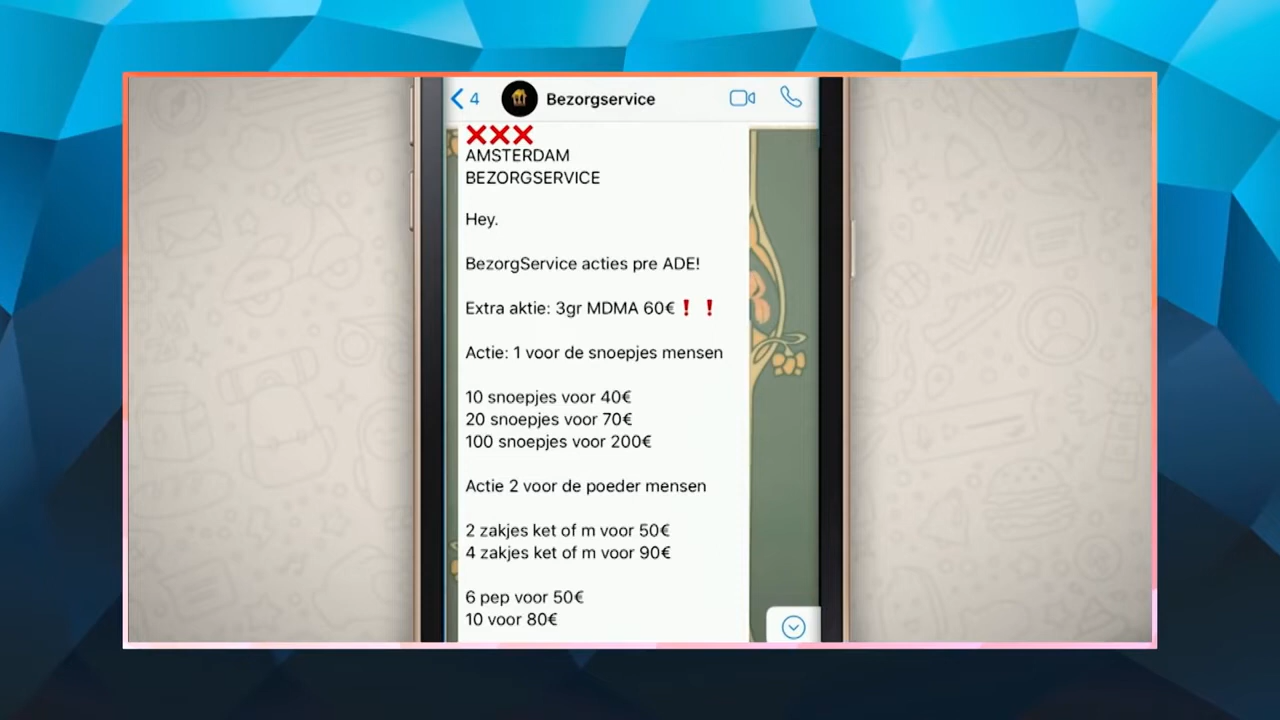 4 Bezorgservice
❌❌❌
AMSTERDAM
BEZORGSERVICE
Hey.
BezorgService acties pre ADE!
Extra aktie: 3gr MDMA 60€❗❗
Actie: 1 voor de snoepjes mensen
10 snoepjes voor 40€
20 snoepjes voor 70€
100 snoepjes voor 200€
Actie 2 voor de poeder mensen
2 zakjes ket of m voor 50€
4 zakjes ket of m voor 90€
6 pep voor 50€
10 voor 80€